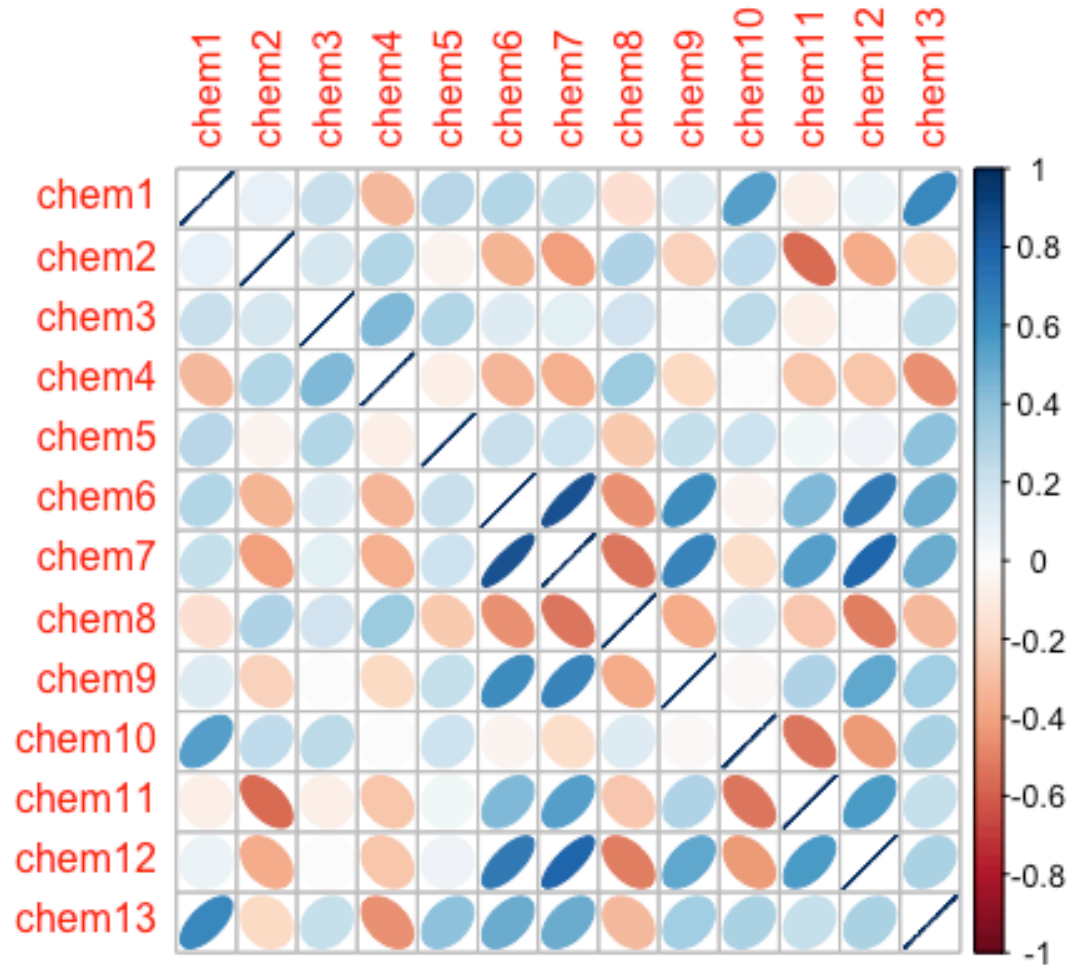 chem1 chem2 chem3 chem4 chem5 chem6 chem7 chem8 chem9 chem10 chem11 chem12 chem13
chem1
chem2
chem3
chem4
chem5
chem6
chem7
chem8
chem9
chem10
chem11
chem12
chem13
1
0.8
0.6
0.4
0.2
0
-0.2
-0.4
-0.6
-0.8
-1